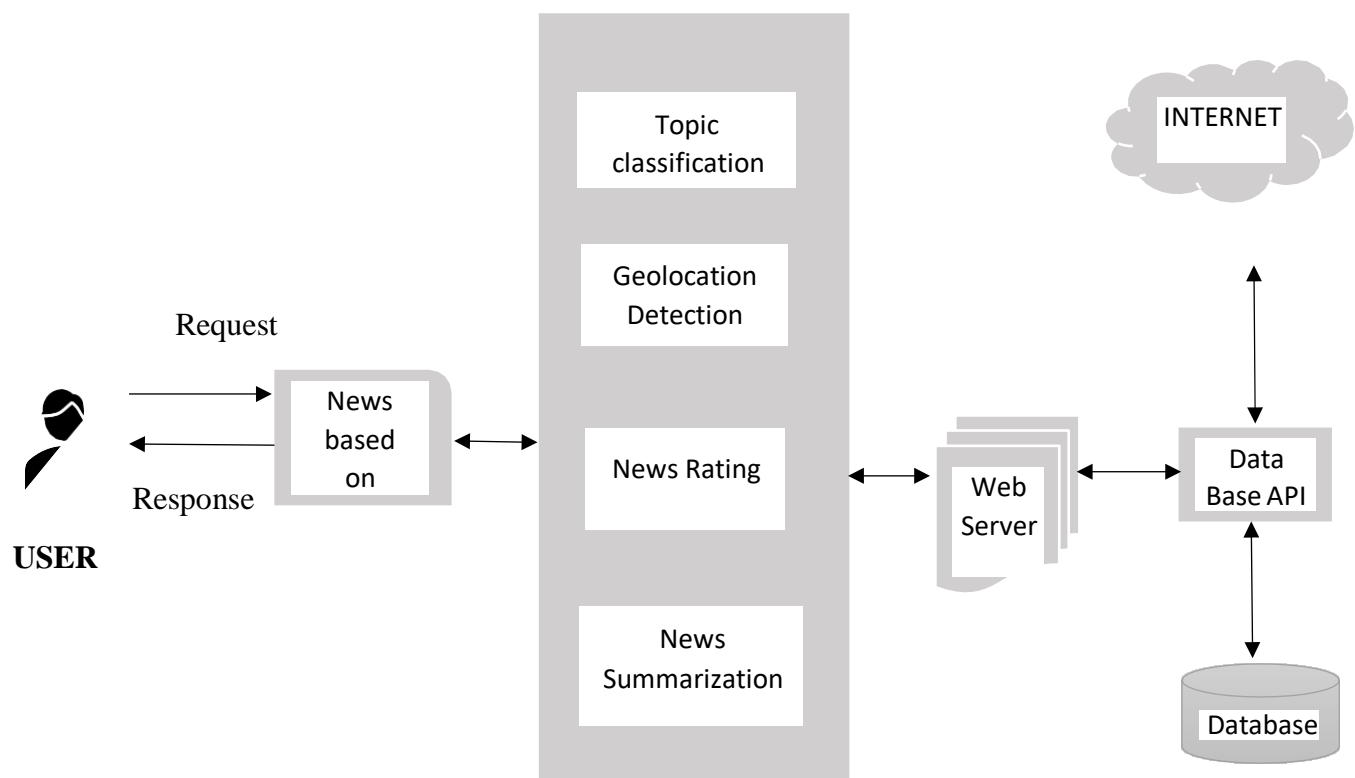 Request
Response
USER
News
based
on
Topic
classification
Geolocation
Detection
News Rating
News
Summarization
Web
Server
INTERNET
Data
Base API
Database